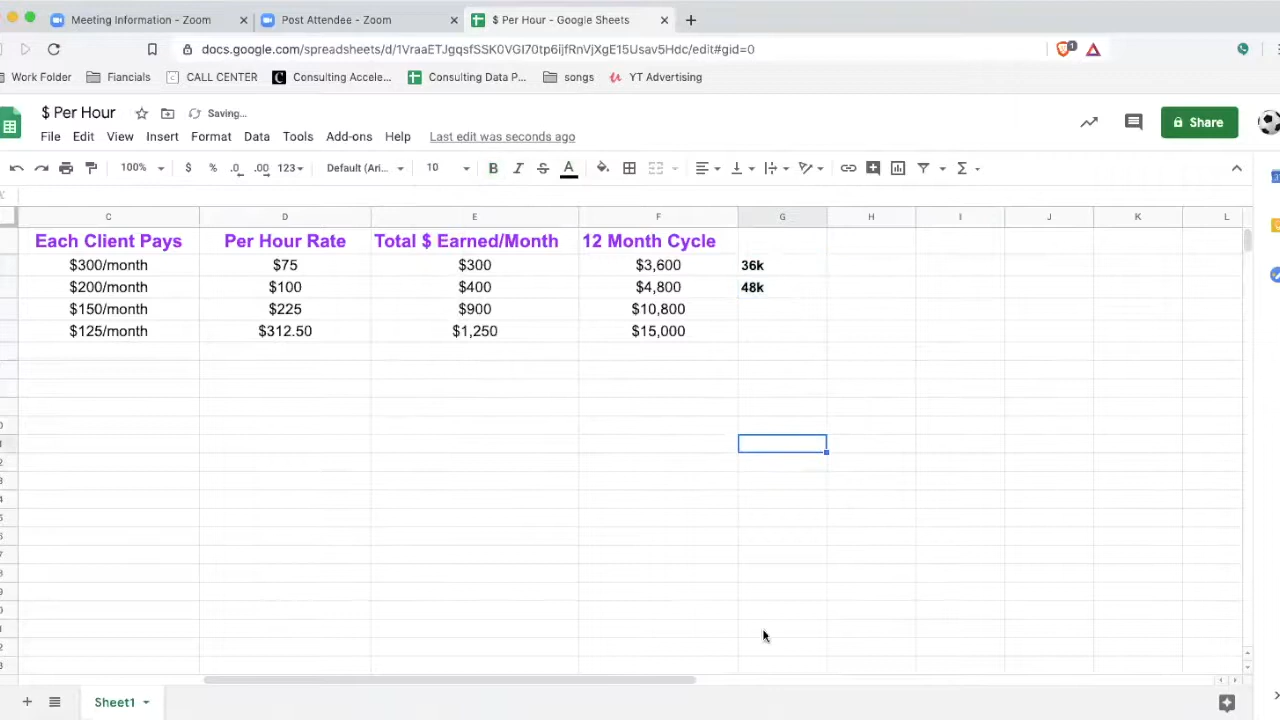 Meeting Information - Zoom
Post Attendee - Zoom
$ Per Hour - Google Sheets
docs.google.com/spreadsheets/d/1VraaETJgqsfSSK0VGI70tp6ijfRnVjXgE15Usav5Hdc/edit#gid=0
1
Work Folder
Fiancials
CALL CENTER
Consulting Accele...
Consulting Data P...
songs
YT Advertising
$ Per Hour
Saving...
File Edit View Insert Format Data Tools Add-ons Help Last edit was seconds ago
Share
100% $ % .0 .00 123 Default (Ari... 10 B I S A
C D E F G H I J K L
Each Client Pays Per Hour Rate Total $ Earned/Month 12 Month Cycle
$300/month $75 $300 $3,600 36k
$200/month $100 $400 $4,800 48k
$150/month $225 $900 $10,800
$125/month $312.50 $1,250 $15,000
Sheet1